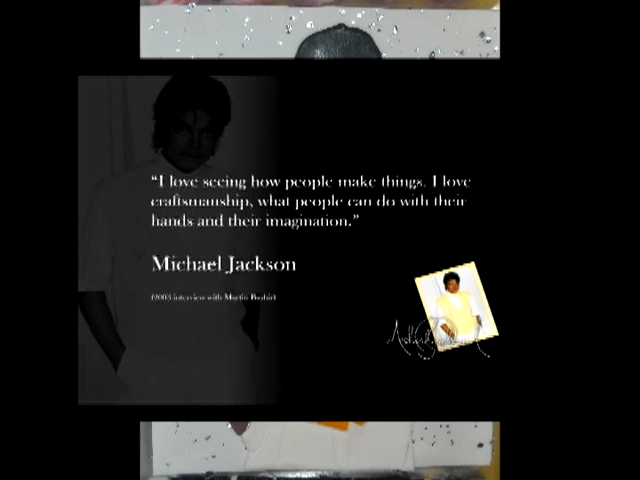 “I love seeing how people make things. I love
craftsmanship, what people can do with their
hands and their imagination.”
Michael Jackson
(2003 interview with Martin Bashir)